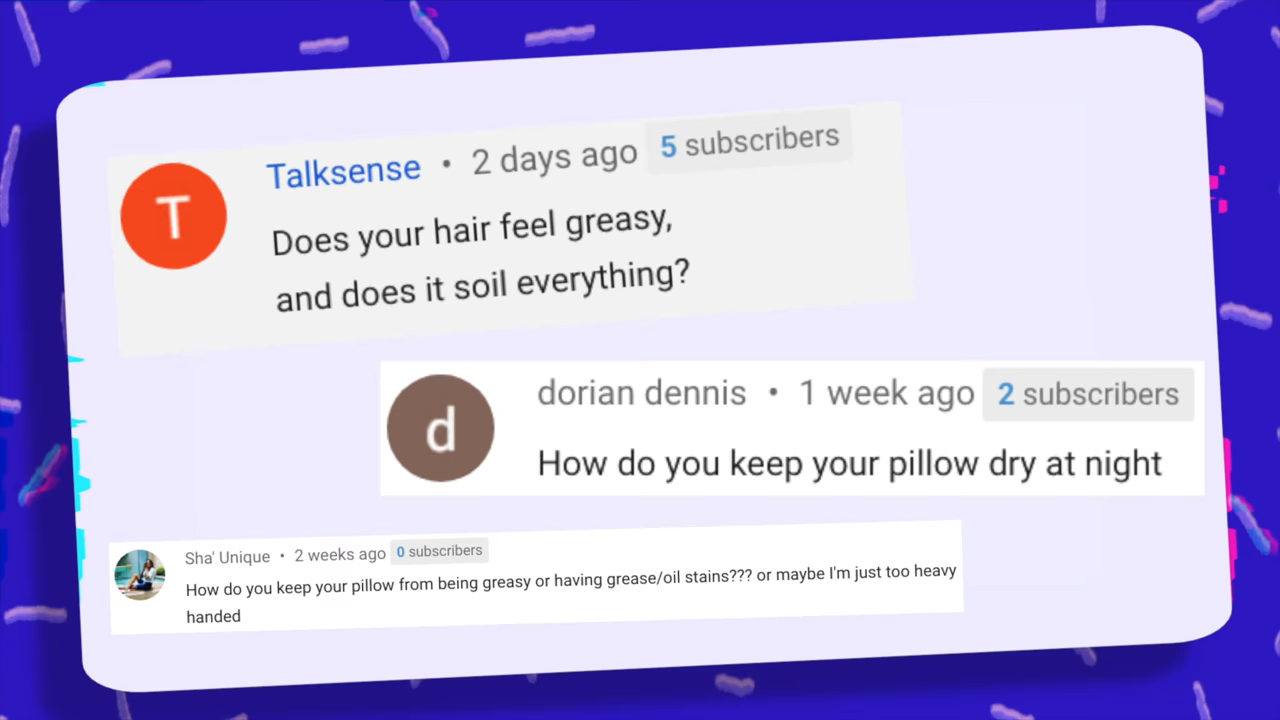 T
Talksense • 2 days ago 5 subscribers
Does your hair feel greasy,
and does it soil everything?
d
dorian dennis • 1 week ago 2 subscribers
How do you keep your pillow dry at night
Sha' Unique • 2 weeks ago 0 subscribers
How do you keep your pillow from being greasy or having grease/oil stains??? or maybe I'm just too heavy
handed